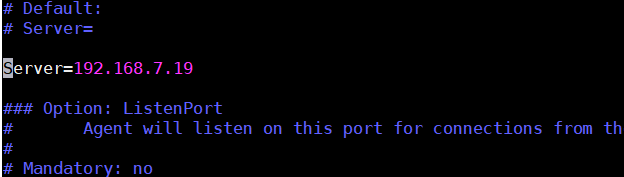 # Default:
# Server=
Server=192.168.7.19
### Option: ListenPort
#       Agent will listen on this port for connections from th
#
# Mandatory: no